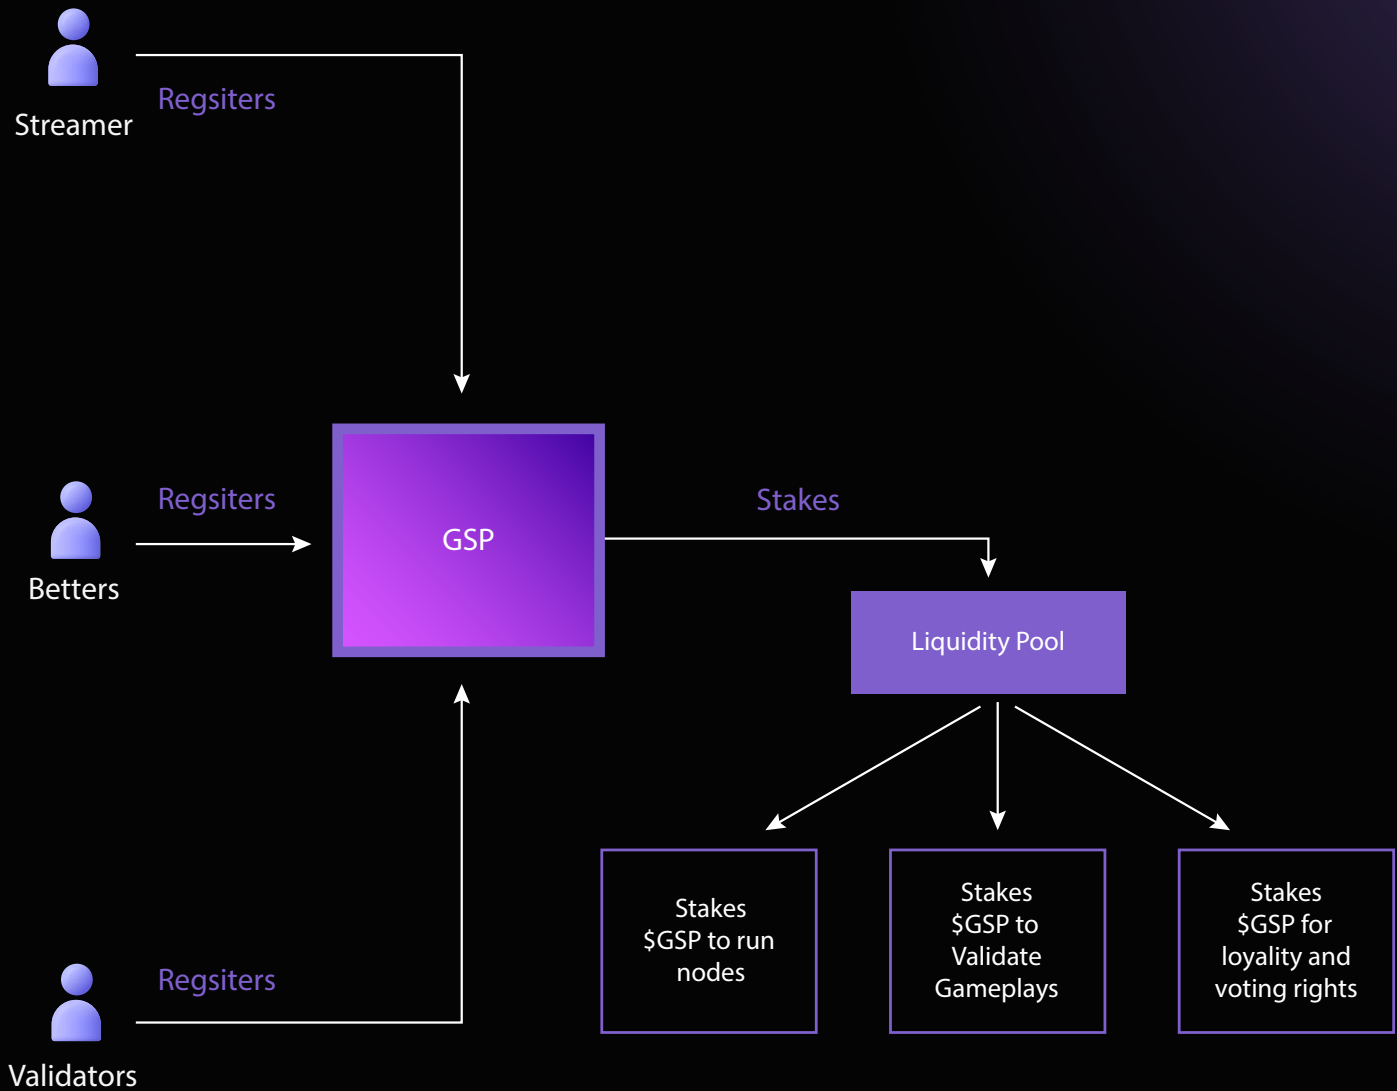 Regsiters
Streamer
Regsiters
Betters
GSP
Stakes
Liquidity Pool
Stakes
$GSP to run
nodes
Stakes
$GSP to
Validate
Gameplays
Stakes
$GSP for
loyality and
voting rights
Regsiters
Validators